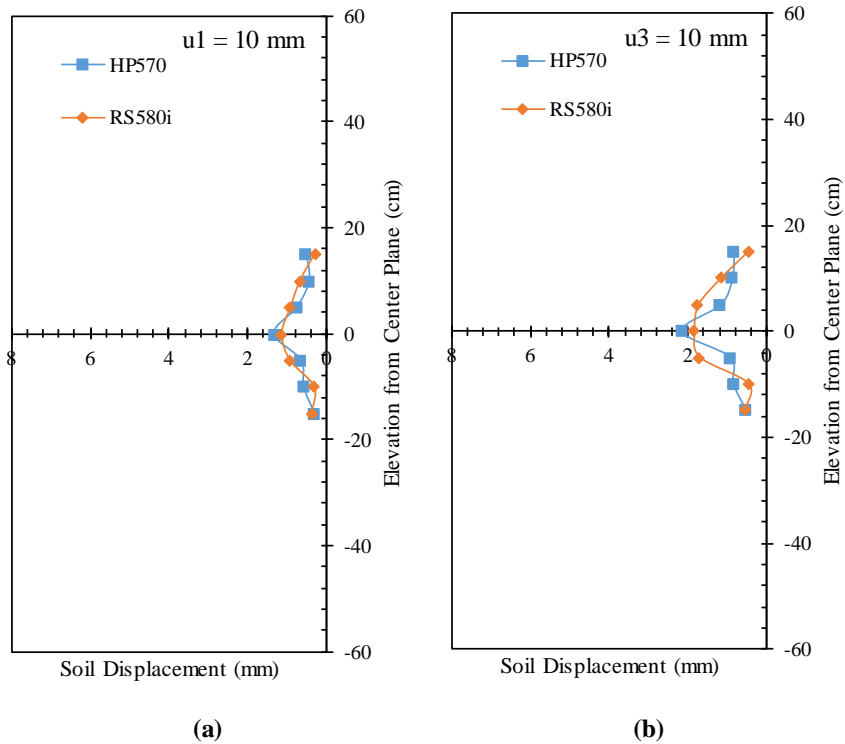 u1 = 10 mm
HP570
RS580i
60
40
20
0
-20
-40
-60
8
6
4
2
0
Elevation from Center Plane (cm)
Soil Displacement (mm)
(a)
u3 = 10 mm
HP570
RS580i
60
40
20
0
-20
-40
-60
8
6
4
2
0
Elevation from Center Plane (cm)
Soil Displacement (mm)
(b)